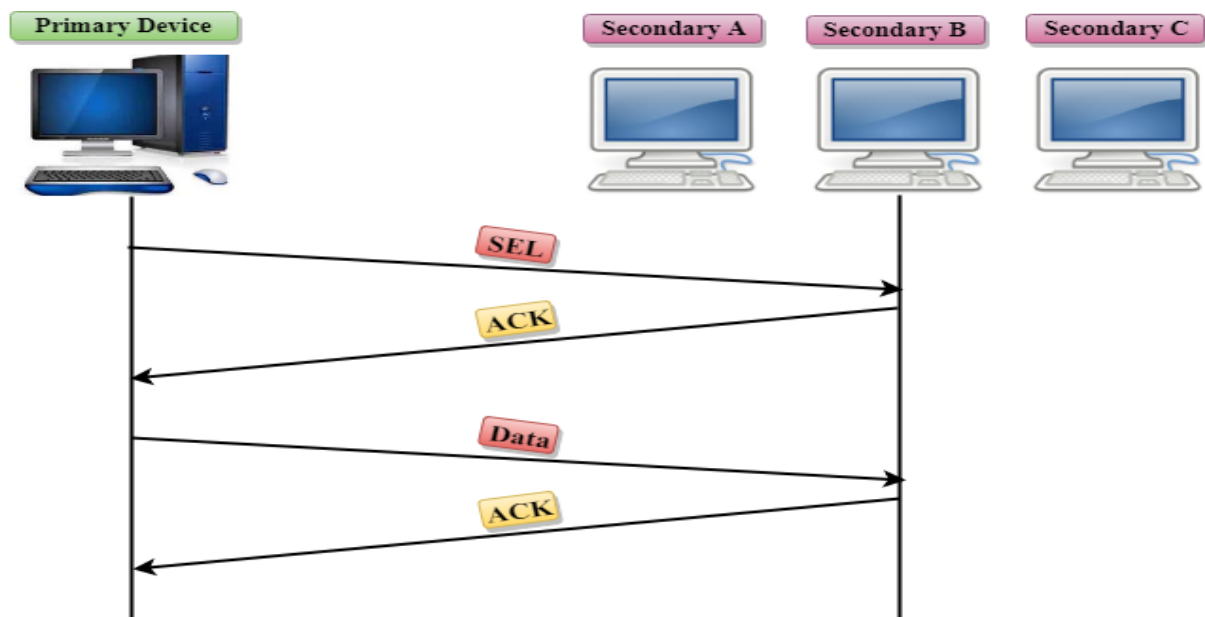 Primary Device
Secondary A
Secondary B
Secondary C
SEL
ACK
Data
ACK